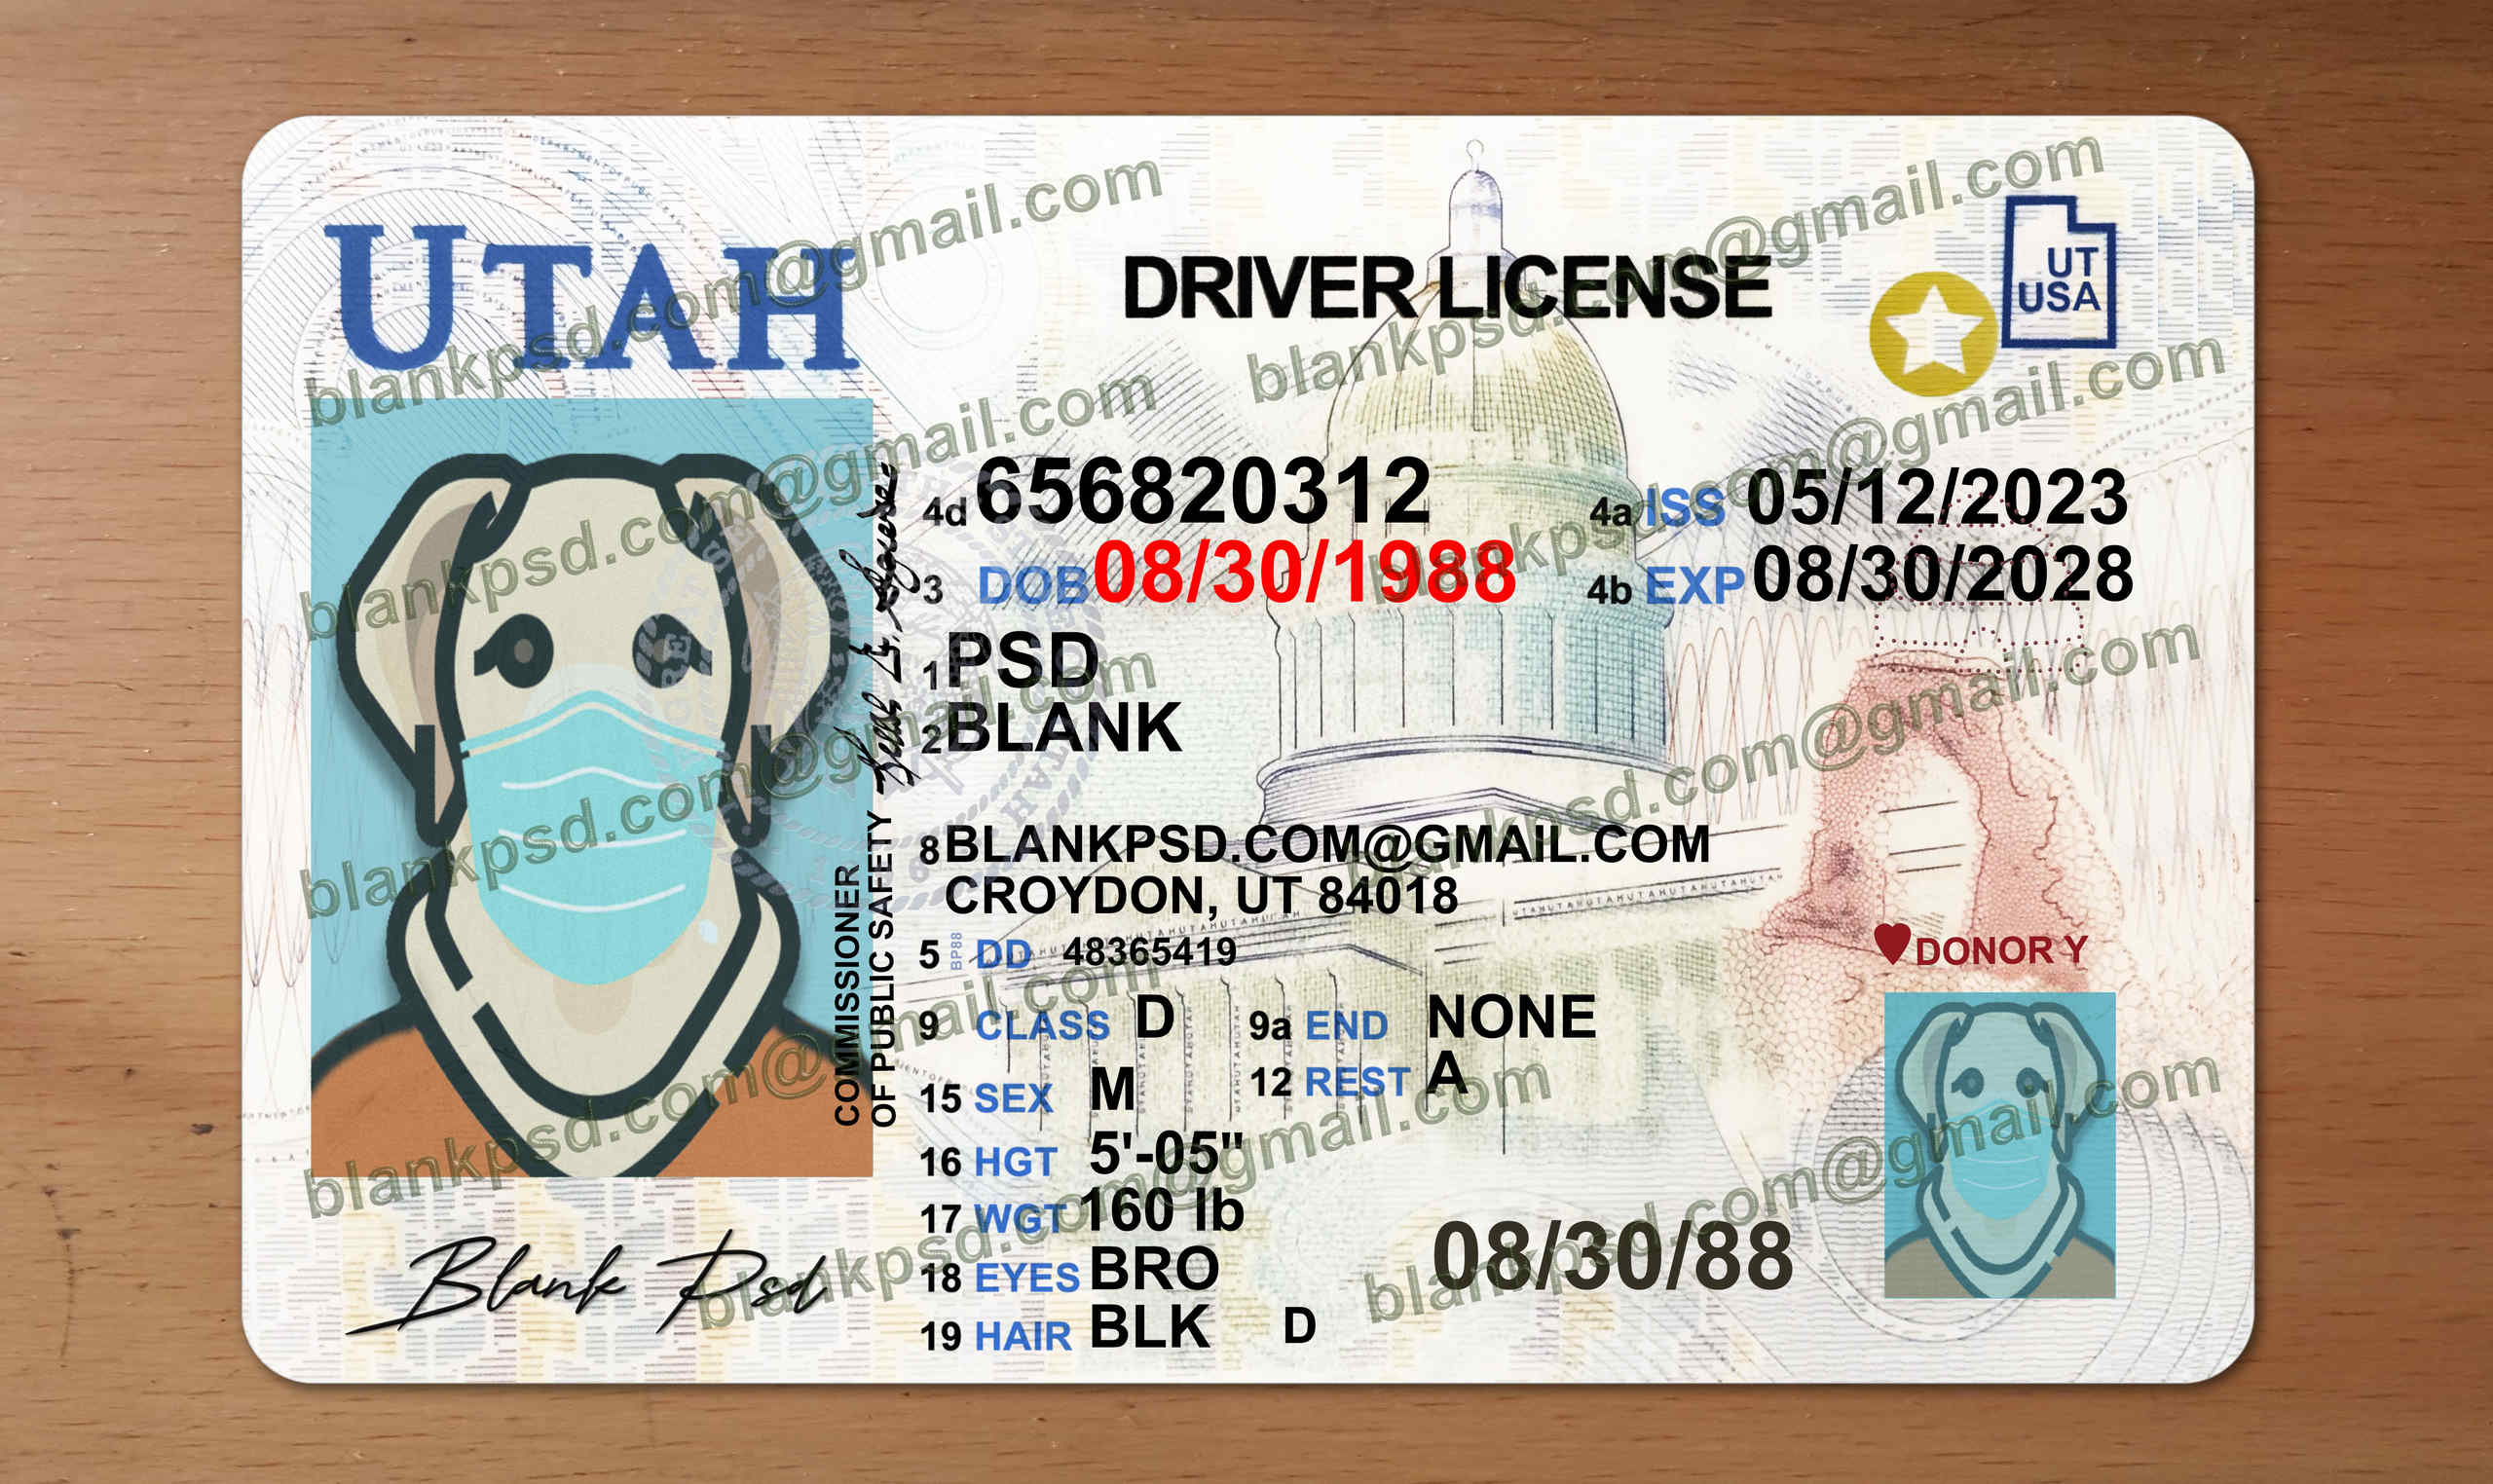 UTAH
DRIVER LICENSE
UT
USA
4d 656820312
4a ISS 05/12/2023
3 DOB 08/30/1988
4b EXP 08/30/2028
1 PSD
2 BLANK
8 BLANKPSD.COM@GMAIL.COM
CROYDON, UT 84018
5 BP88 DD 48365419
DONOR Y
9 CLASS D 9a END NONE
15 SEX M 12 REST A
16 HGT 5'-05"
17 WGT 160 lb
18 EYES BRO
19 HAIR BLK D
08/30/88
COMMISSIONER
OF PUBLIC SAFETY
Blank Psd
blankpsd.com@gmail.com
blankpsd.com@gmail.com
blankpsd.com@gmail.com
blankpsd.com@gmail.com
blankpsd.com@gmail.com
blankpsd.com@gmail.com
blankpsd.com@gmail.com
blankpsd.com@gmail.com
blankpsd.com@gmail.com